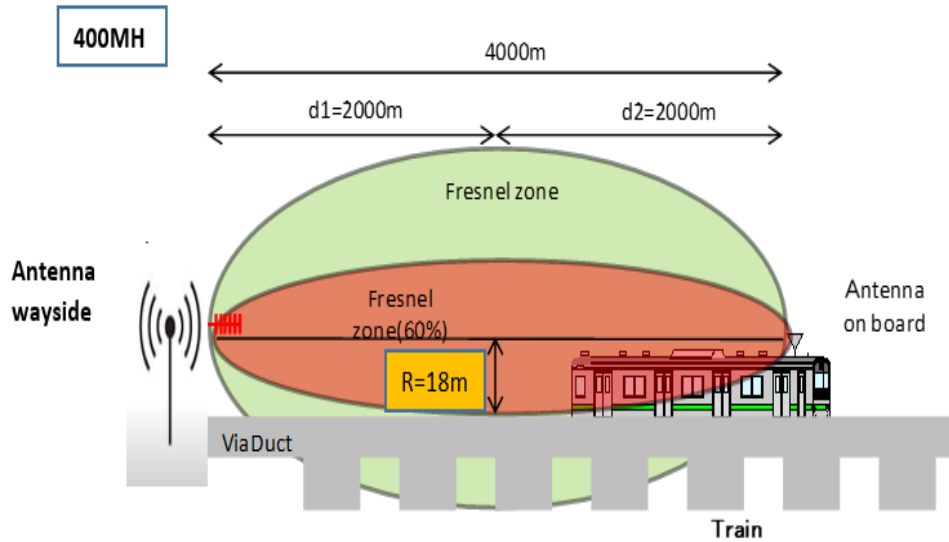 400MH
4000m
d1=2000m
d2=2000m
Fresnel zone
Antenna
wayside
Fresnel
zone(60%)
R=18m
Antenna
on board
ViaDuct
Train